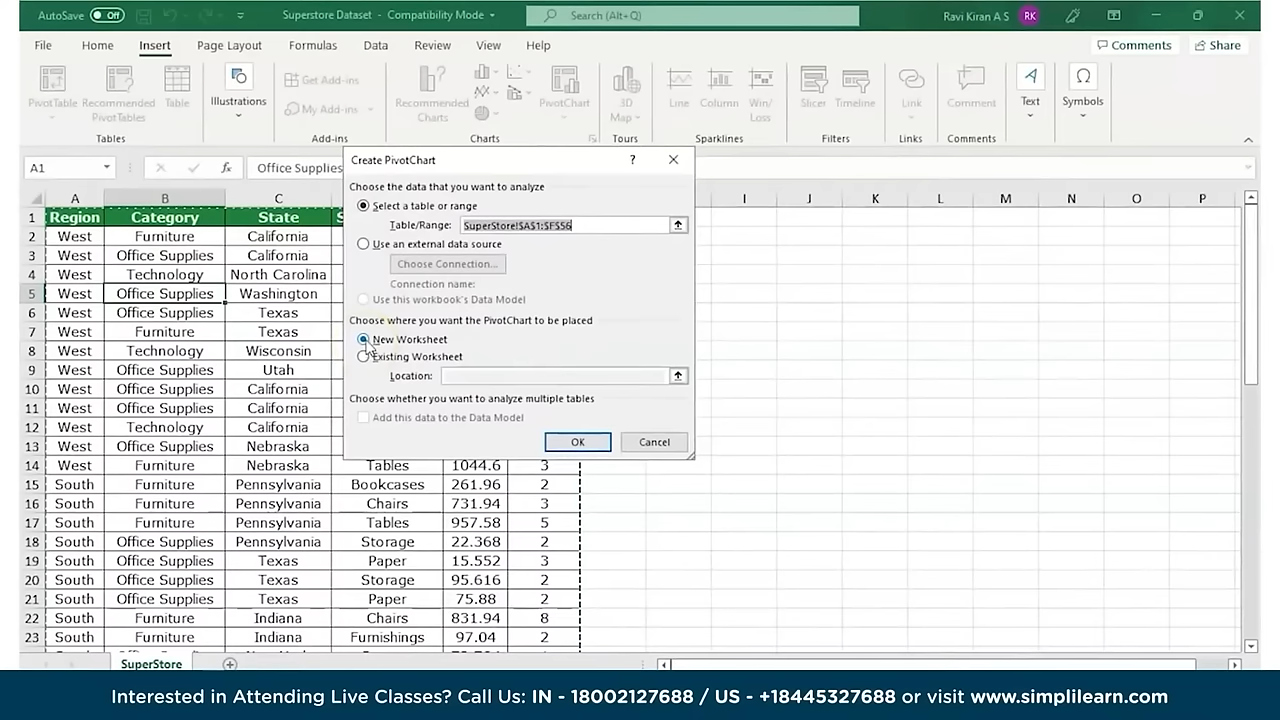 AutoSave Off Superstore Dataset - Compatibility Mode Search (Alt+Q) Ravi Kiran A S RK
File Home Insert Page Layout Formulas Data Review View Help Comments Share
PivotTable Recommended PivotTables Table Illustrations Get Add-ins My Add-ins Recommended Charts PivotChart 3D Map Line Column Win/Loss Slicer Timeline Link Comment Text Symbols
Tables Add-ins Charts Tours Sparklines Filters Links Comments
A1 fx Office Supplies
Create PivotChart ?
Choose the data that you want to analyze
Select a table or range
Table/Range: SuperStore!$A$1:$F$56
Use an external data source
Choose Connection...
Connection name:
Use this workbook's Data Model
Choose where you want the PivotChart to be placed
New Worksheet
Existing Worksheet
Location:
Choose whether you want to analyze multiple tables
Add this data to the Data Model
OK Cancel
A B C I J K L M N O P
1 Region Category State S
2 West Furniture California
3 West Office Supplies California
4 West Technology North Carolina
5 West Office Supplies Washington
6 West Office Supplies Texas
7 West Furniture Texas
8 West Technology Wisconsin
9 West Office Supplies Utah
10 West Office Supplies California
11 West Office Supplies California
12 West Technology California
13 West Office Supplies Nebraska
14 West Furniture Nebraska Tables 1044.6 3
15 South Furniture Pennsylvania Bookcases 261.96 2
16 South Furniture Pennsylvania Chairs 731.94 3
17 South Furniture Pennsylvania Tables 957.58 5
18 South Office Supplies Pennsylvania Storage 22.368 2
19 South Office Supplies Texas Paper 15.552 3
20 South Office Supplies Texas Storage 95.616 2
21 South Office Supplies Texas Paper 75.88 2
22 South Furniture Indiana Chairs 831.94 8
23 South Furniture Indiana Furnishings 97.04 2
SuperStore
Interested in Attending Live Classes? Call Us: IN - 18002127688 / US - +18445327688 or visit www.simplilearn.com